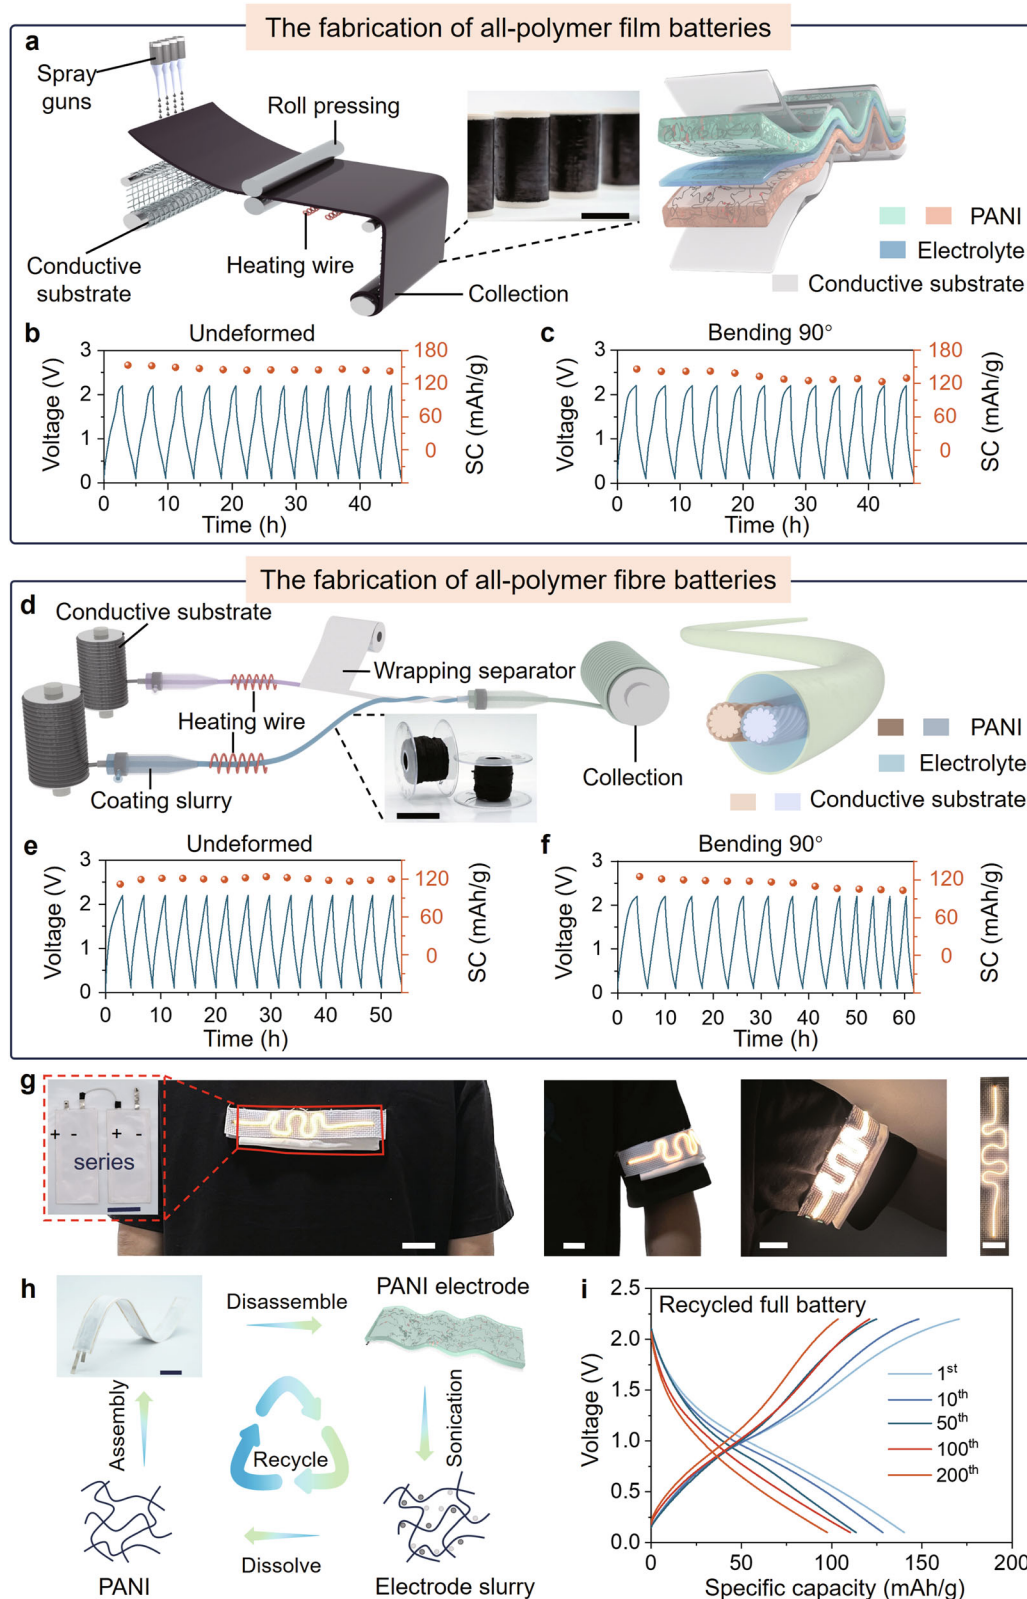 The fabrication of all-polymer film batteries
a
Spray
guns
Roll pressing
Conductive
substrate
Heating wire
Collection
PANI
Electrolyte
Conductive substrate
b
Undeformed
Voltage (V)
3
2
1
0
180
120
60
0
SC (mAh/g)
0 10 20 30 40
Time (h)
c
Bending 90°
Voltage (V)
3
2
1
0
180
120
60
0
SC (mAh/g)
0 10 20 30 40
Time (h)
The fabrication of all-polymer fibre batteries
d
Conductive substrate
Wrapping separator
Heating wire
Coating slurry
Collection
PANI
Electrolyte
Conductive substrate
e
Undeformed
Voltage (V)
3
2
1
0
120
60
0
SC (mAh/g)
0 10 20 30 40 50
Time (h)
f
Bending 90°
Voltage (V)
3
2
1
0
120
60
0
SC (mAh/g)
0 10 20 30 40 50 60
Time (h)
g
+ - + -
series
h
Disassemble
PANI electrode
Assembly
Recycle
Sonication
Dissolve
PANI
Electrode slurry
i
Recycled full battery
Voltage (V)
2.5
2.0
1.5
1.0
0.5
0.0
1st
10th
50th
100th
200th
0 50 100 150 200
Specific capacity (mAh/g)